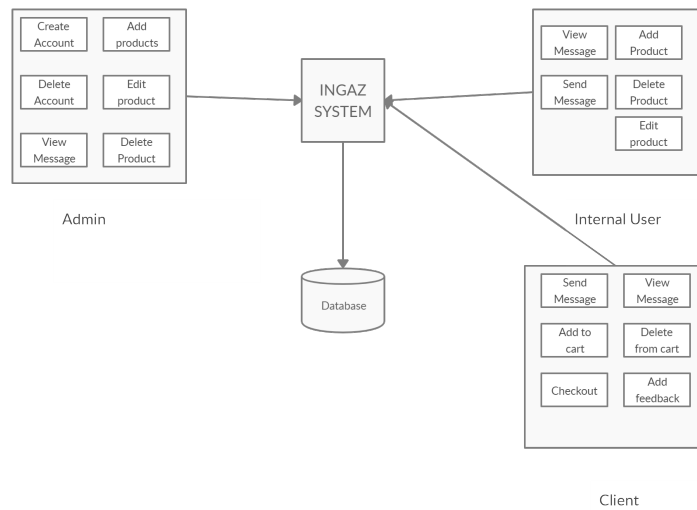 Create
Account
Add
products
Delete
Account
Edit
product
View
Message
Delete
Product
Admin
INGAZ
SYSTEM
Database
View
Message
Add
Product
Send
Message
Delete
Product
Edit
product
Internal User
Send
Message
View
Message
Add to
cart
Delete
from cart
Checkout
Add
feedback
Client